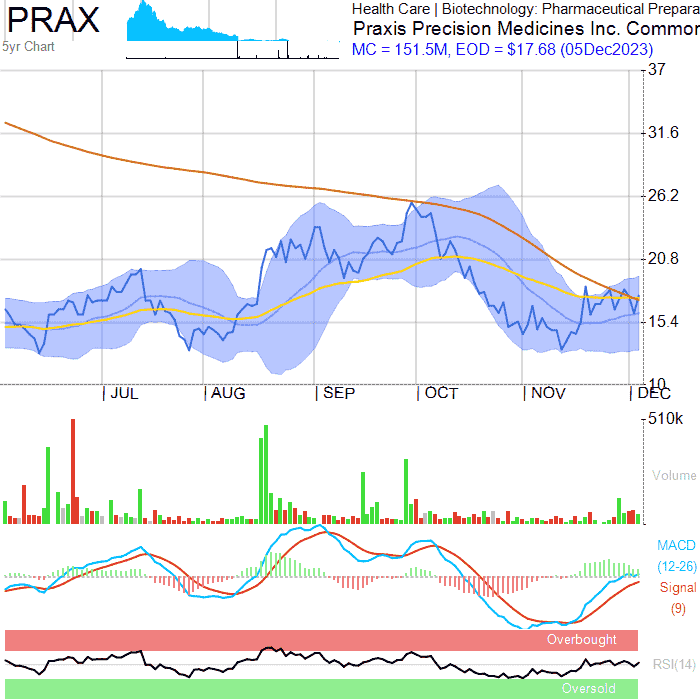 PRAX
5yr Chart
Health Care | Biotechnology: Pharmaceutical Prepara
Praxis Precision Medicines Inc. Common
MC = 151.5M, EOD = $17.68 (05Dec2023)
37
31.6
26.2
20.8
15.4
10
JUL
AUG
SEP
OCT
NOV
DEC
510k
Volume
MACD
(12-26)
Signal
(9)
Overbought
RSI(14)
Oversold